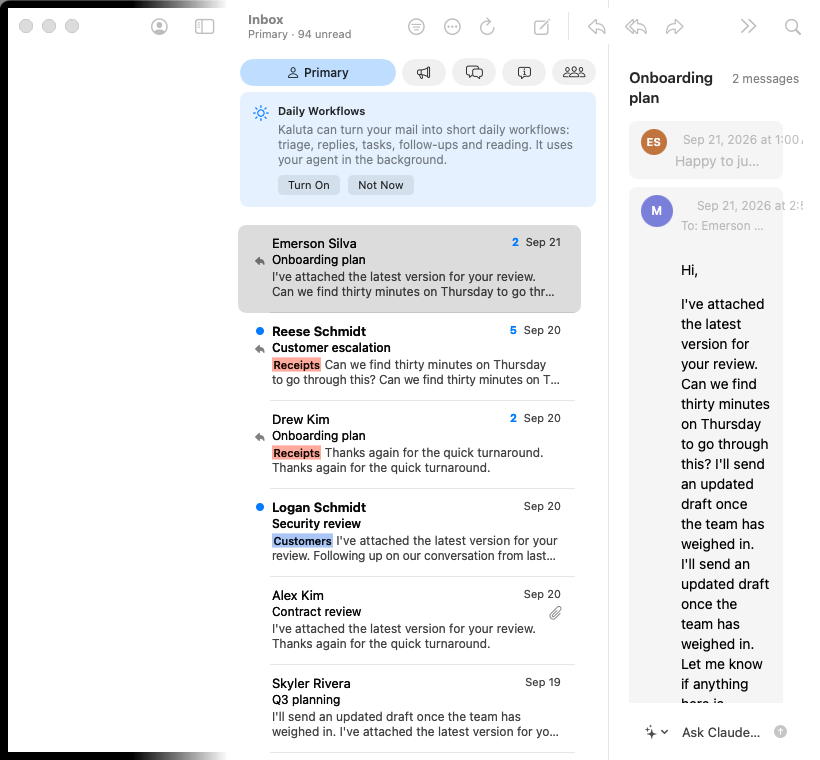 Inbox
Primary · 94 unread
Primary
Daily Workflows
Kaluta can turn your mail into short daily workflows:
triage, replies, tasks, follow-ups and reading. It uses
your agent in the background.
Turn On
Not Now
Emerson Silva
2 Sep 21
Onboarding plan
I've attached the latest version for your review.
Can we find thirty minutes on Thursday to go thr...
Reese Schmidt
5 Sep 20
Customer escalation
Receipts Can we find thirty minutes on Thursday
to go through this? Can we find thirty minutes on T...
Drew Kim
2 Sep 20
Onboarding plan
Receipts Thanks again for the quick turnaround.
Thanks again for the quick turnaround.
Logan Schmidt
Sep 20
Security review
Customers I've attached the latest version for your
review. Following up on our conversation from last...
Alex Kim
Sep 20
Contract review
I've attached the latest version for your review.
Thanks again for the quick turnaround.
Skyler Rivera
Sep 19
Q3 planning
I'll send an updated draft once the team has
weighed in. I've attached the latest version for yo...
Onboarding
plan
2 messages
ES
Sep 21, 2026 at 1:00
Happy to ju...
M
Sep 21, 2026 at 2:
To: Emerson ...
Hi,
I've attached
the latest
version for
your review.
Can we find
thirty minutes
on Thursday
to go through
this? I'll send
an updated
draft once
the team has
weighed in.
I'll send an
updated draft
once the
team has
weighed in.
Let me know
if anything
Ask Claude...